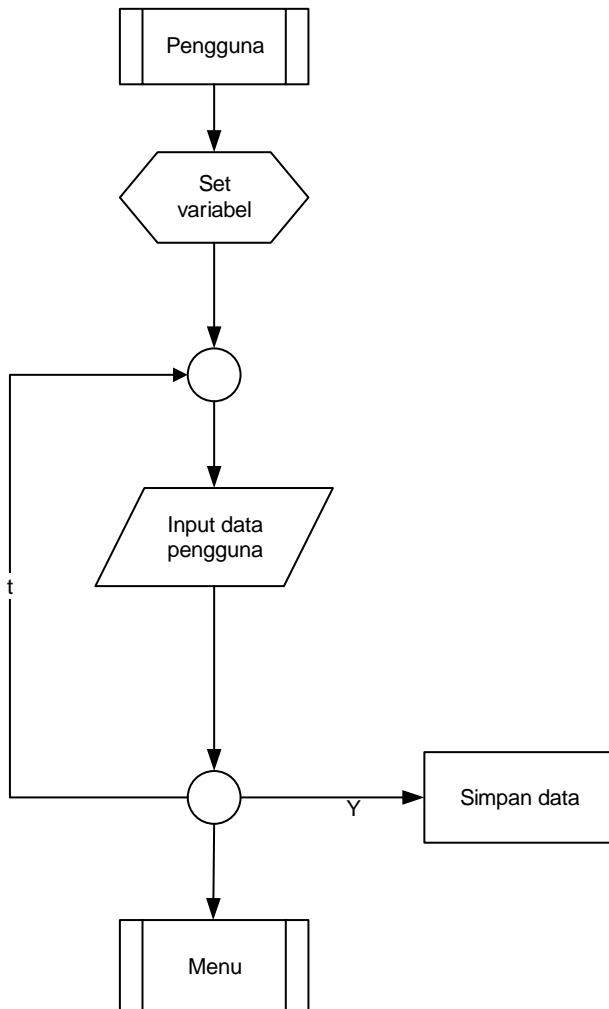 Pengguna
Set
variabel
Input data
pengguna
t
Y
Simpan data
Menu